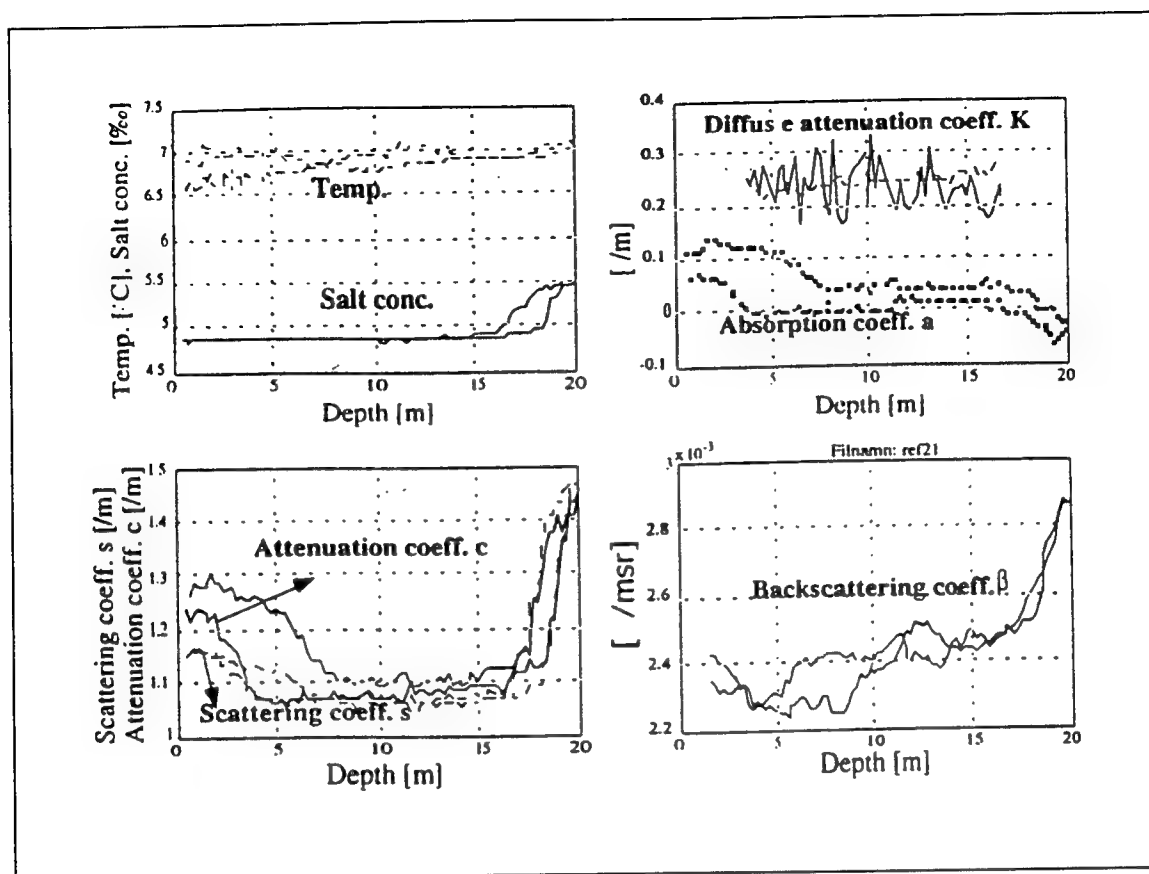 Temp. [°C]. Salt conc. [‰]
7.5
7
6.5
6
5.5
5
4.5
Temp.
Salt conc.
0
5
10
15
20
Depth [m]
[ /m]
0.4
0.3
0.2
0.1
0
-0.1
Diffus e attenuation coeff. K
Absorption coeff. a
0
5
10
15
20
Depth [m]
Scattering coeff. s [/m]
Attenuation coeff. c [/m]
1.5
1.4
1.3
1.2
1.1
1
Attenuation coeff. c
Scattering coeff. s
0
5
10
15
20
Depth [m]
Filnamn: ref21
[ /msr]
3 ×10⁻³
2.8
2.6
2.4
2.2
Backscattering coeff. β
0
5
10
15
20
Depth [m]